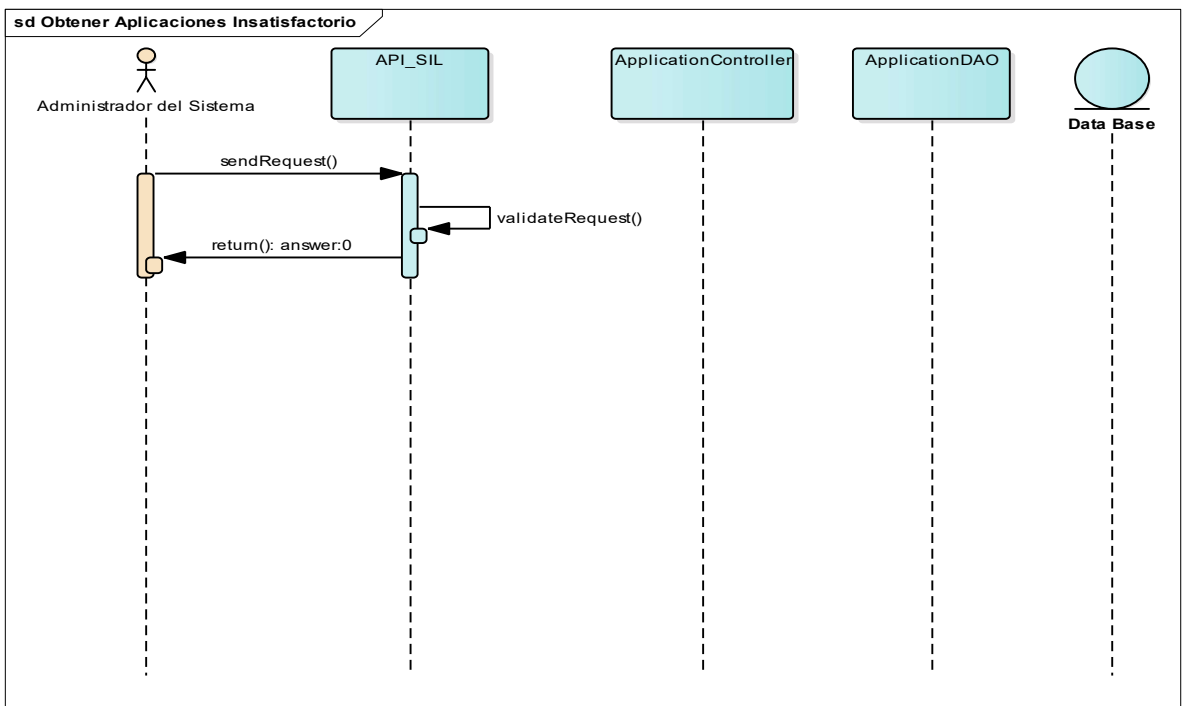 sd Obtener Aplicaciones Insatisfactorio
Administrador del Sistema
API_SIL
ApplicationController
ApplicationDAO
Data Base
sendRequest()
validateRequest()
return(): answer:0